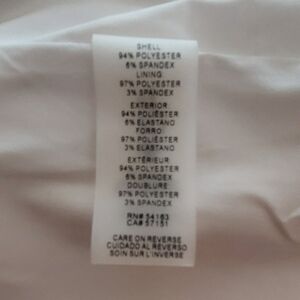 SHELL
94% POLYESTER
6% SPANDEX
LINING
97% POLYESTER
3% SPANDEX
EXTERIOR:
94% POLIÉSTER
6% ELASTANO
FORRO:
97% POLIÉSTER
3% ELASTANO
EXTÉRIEUR
94% POLYESTER
6% SPANDEX
DOUBLURE
97% POLYESTER
3% SPANDEX
RN# 54163
CA# 57151
CARE ON REVERSE
CUIDADO AL REVERSO
SOIN SUR L'INVERSE